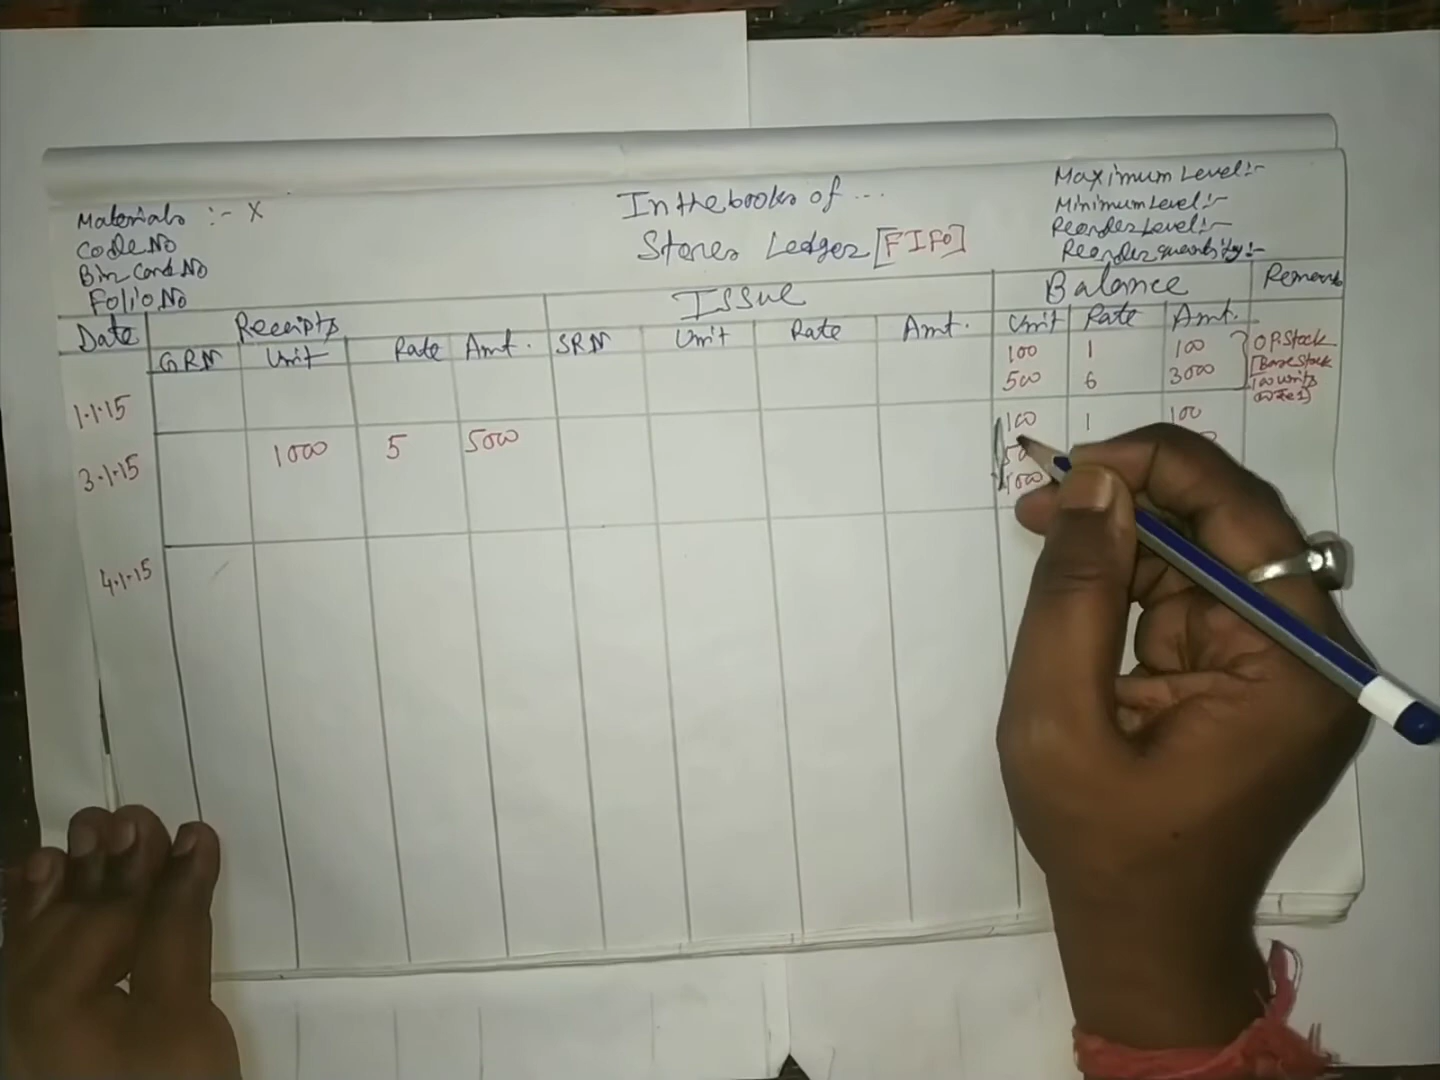 Materials :- X
Code No
Bin Card No
Folio No
In the books of ...
Stores Ledger [FIFO]
Maximum Level:-
Minimum Level:-
Reorder Level:-
Reorder quantity:-
Date Receipts Issue Balance Remark
GRN Unit Rate Amt. SRN Unit Rate Amt. Unit Rate Amt.
1.1.15 100 1 100 OP.Stock
500 6 3000 [Base Stock
100 units
3.1.15 1000 5 5000 100 1 100
1000
4.1.15